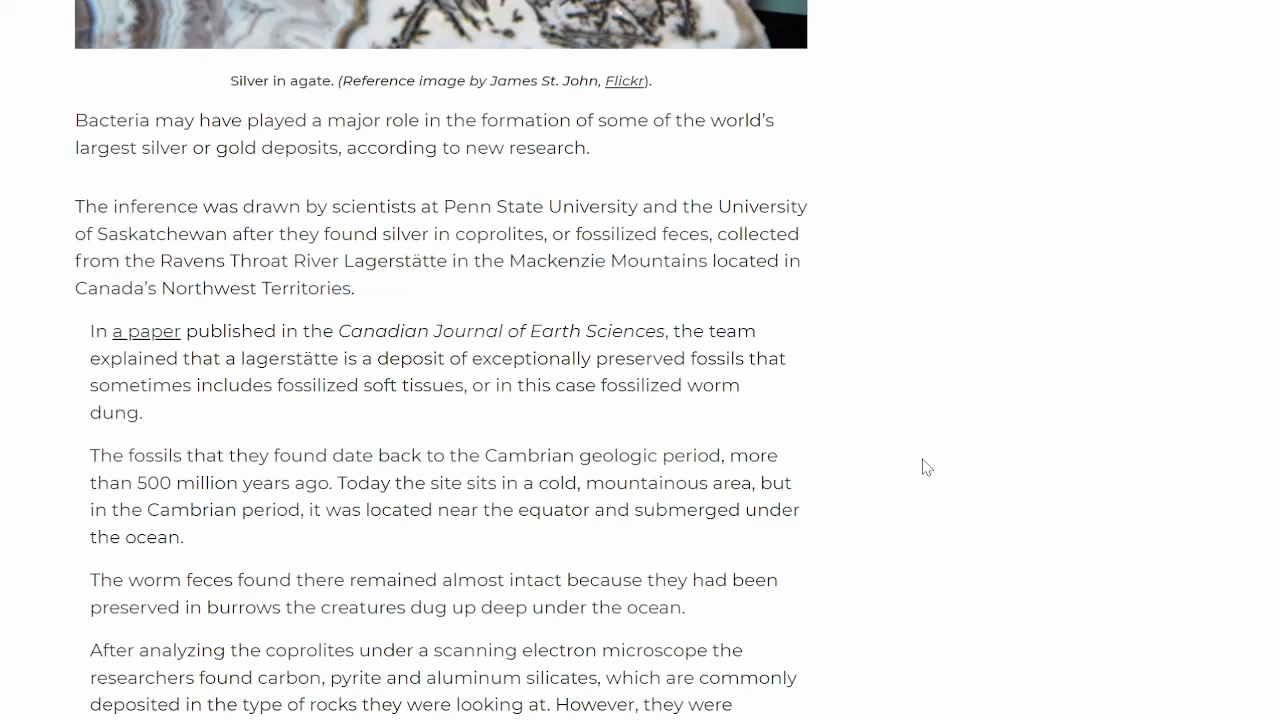 Silver in agate. (Reference image by James St. John, Flickr).
Bacteria may have played a major role in the formation of some of the world’s
largest silver or gold deposits, according to new research.
The inference was drawn by scientists at Penn State University and the University
of Saskatchewan after they found silver in coprolites, or fossilized feces, collected
from the Ravens Throat River Lagerstätte in the Mackenzie Mountains located in
Canada’s Northwest Territories.
In a paper published in the Canadian Journal of Earth Sciences, the team
explained that a lagerstätte is a deposit of exceptionally preserved fossils that
sometimes includes fossilized soft tissues, or in this case fossilized worm
dung.
The fossils that they found date back to the Cambrian geologic period, more
than 500 million years ago. Today the site sits in a cold, mountainous area, but
in the Cambrian period, it was located near the equator and submerged under
the ocean.
The worm feces found there remained almost intact because they had been
preserved in burrows the creatures dug up deep under the ocean.
After analyzing the coprolites under a scanning electron microscope the
researchers found carbon, pyrite and aluminum silicates, which are commonly
deposited in the type of rocks they were looking at. However, they were